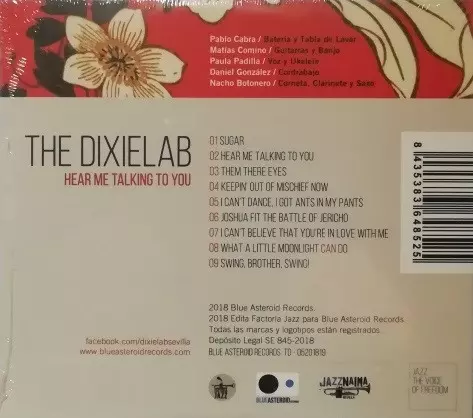 Pablo Cabra / Batería y Tabla de Lavar
Matías Comino / Guitarras y Banjo
Paula Padilla / Voz y Ukelele
Daniel González / Contrabajo
Nacho Botonero / Corneta, Clarinete y Saxo
THE DIXIELAB
HEAR ME TALKING TO YOU
01 SUGAR
02 HEAR ME TALKING TO YOU
03 THEM THERE EYES
04 KEEPIN' OUT OF MISCHIEF NOW
05 I CAN'T DANCE, I GOT ANTS IN MY PANTS
06 JOSHUA FIT THE BATTLE OF JERICHO
07 I CAN'T BELIEVE THAT YOU'RE IN LOVE WITH ME
08 WHAT A LITTLE MOONLIGHT CAN DO
09 SWING, BROTHER, SWING!
8435383648525
facebook.com/dixielabsevilla
www.blueasteroidrecords.com
2018 Blue Asteroid Records.
2018 Edita Factoría Jazz para Blue Asteroid Records.
Todas las marcas y logotipos están registrados.
Depósito Legal SE 845-2018
BLUE ASTEROID RECORDS TD 05201819
JAZZ
BLUEASTEROID
JAZZNAIMA
SEVILLA
JAZZ
THE VOICE
OF FREEDOM